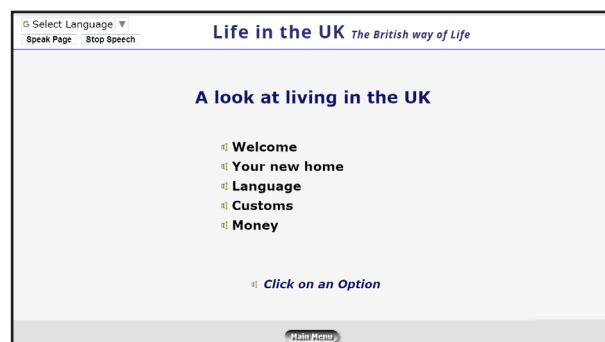 G Select Language ▼
Speak Page Stop Speech
Life in the UK The British way of Life
A look at living in the UK
Welcome
Your new home
Language
Customs
Money
Click on an Option
Main Menu